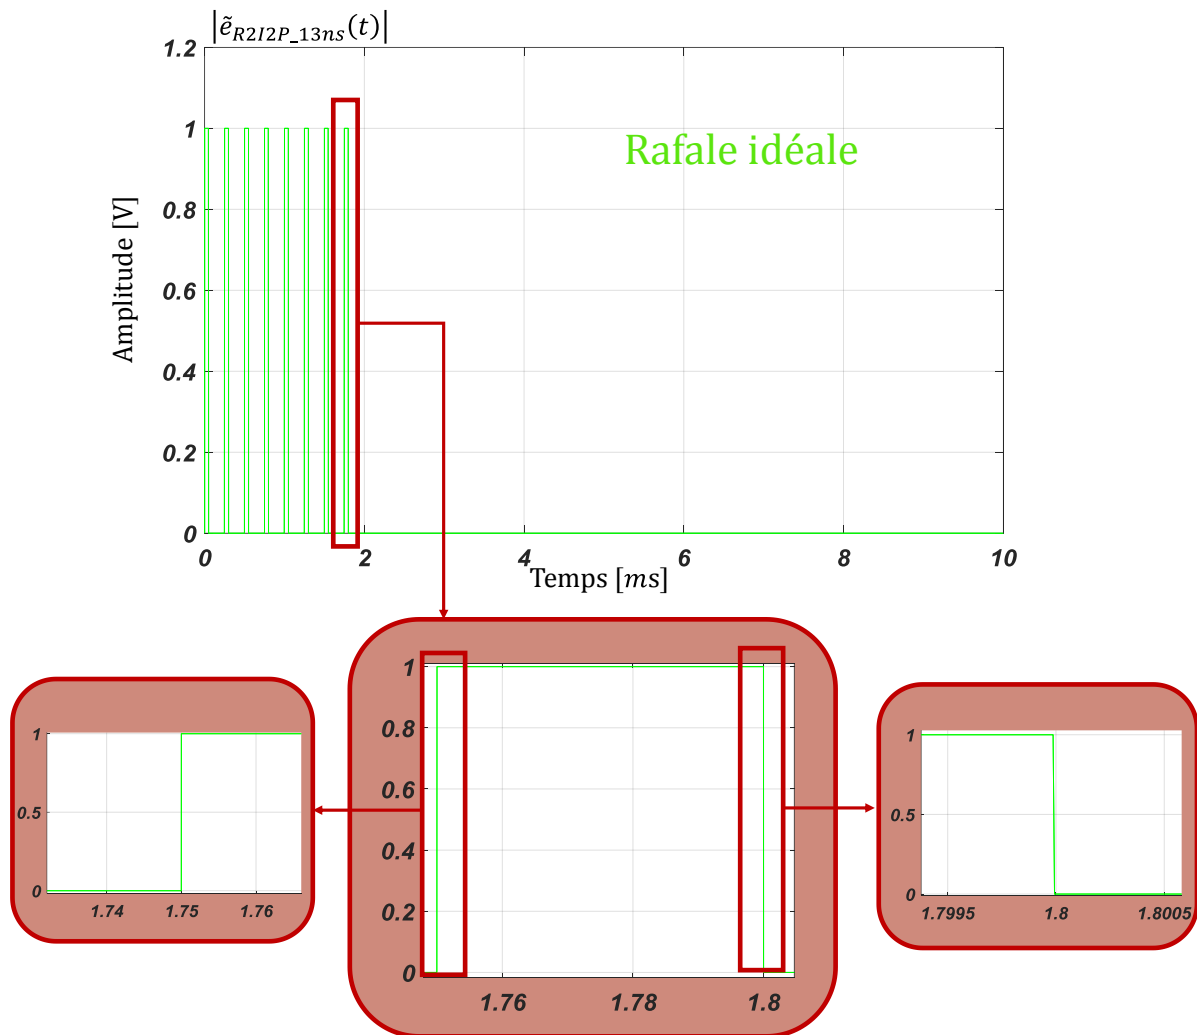 |ẽ_{R2I2P_13ns}(t)|
1.2
1
0.8
0.6
0.4
0.2
0
Amplitude [V]
Rafale idéale
0 2 4 6 8 10
Temps [ms]
1
0.5
0
1.74 1.75 1.76
1
0.8
0.6
0.4
0.2
0
1.76 1.78 1.8
1
0.5
0
1.7995 1.8 1.8005